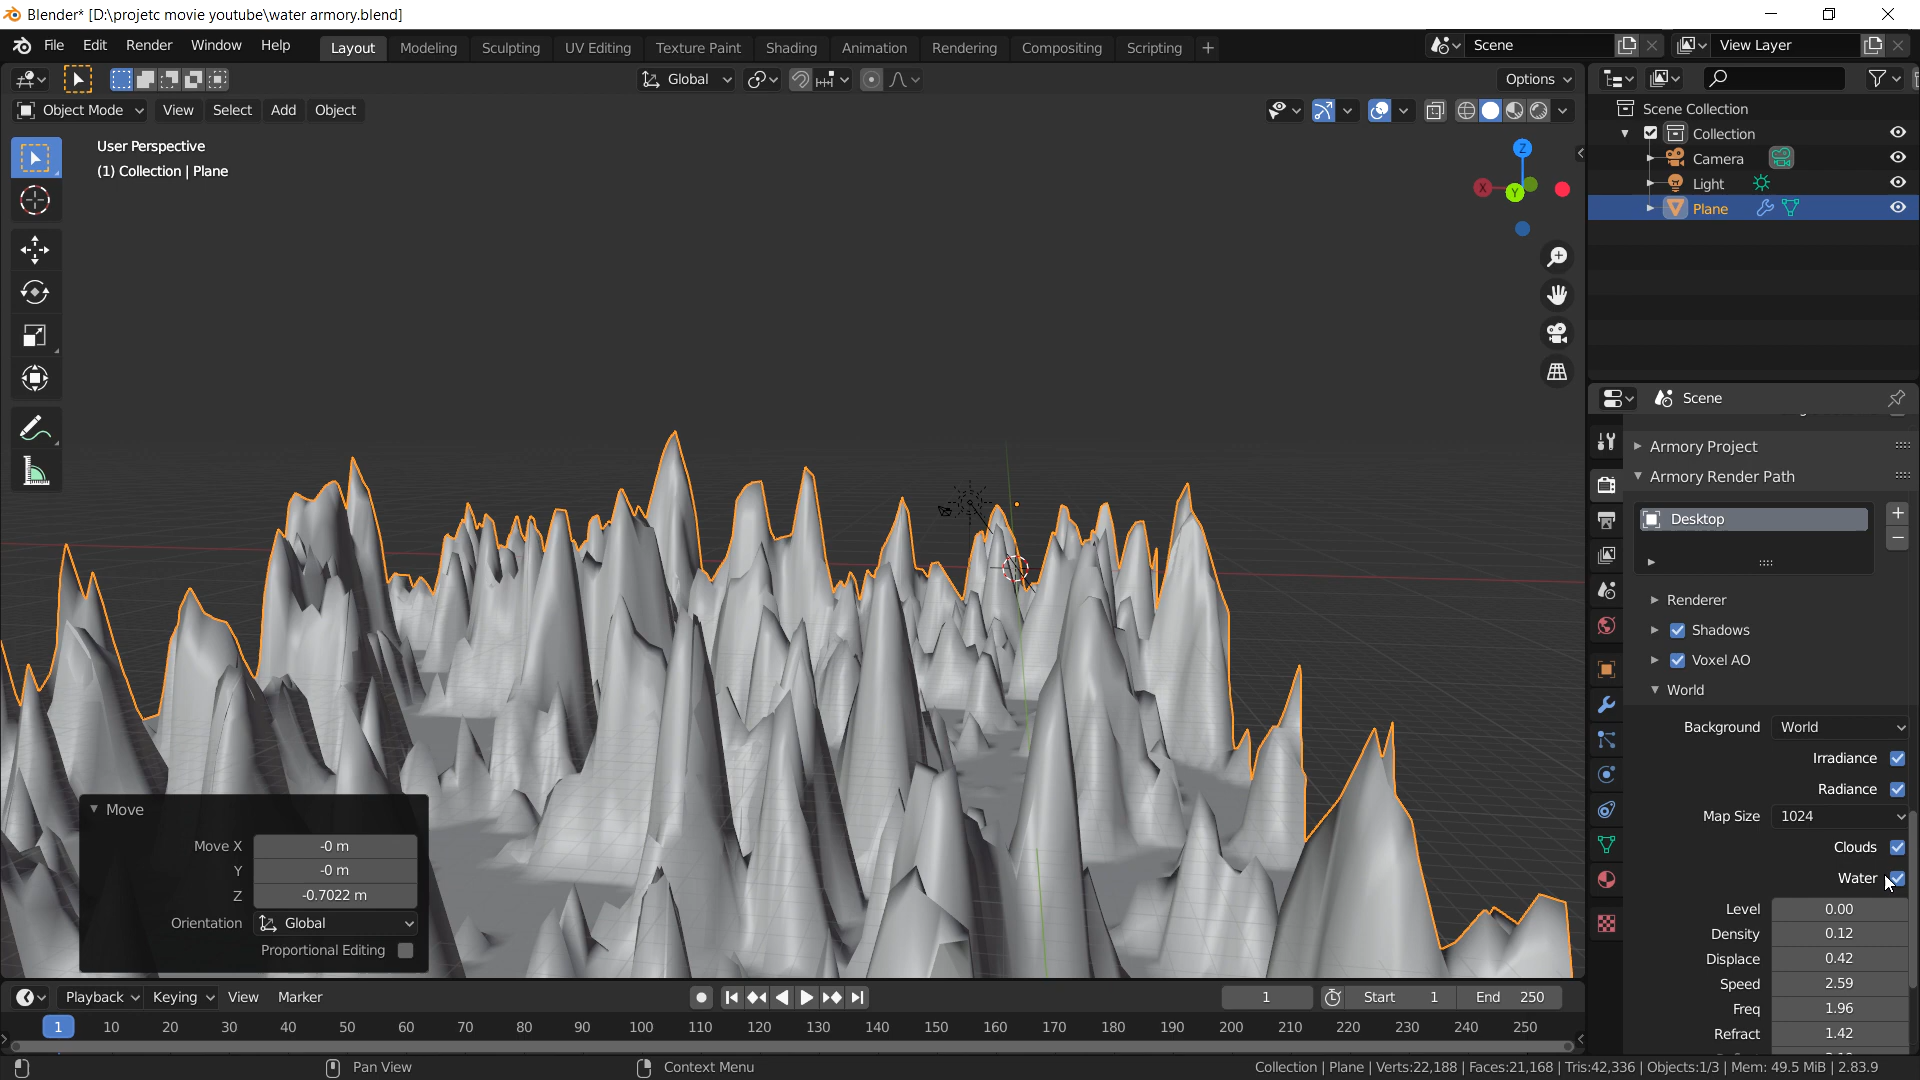 Blender* [D:\projetc movie youtube\water armory.blend]
File Edit Render Window Help Layout Modeling Sculpting UV Editing Texture Paint Shading Animation Rendering Compositing Scripting + Scene View Layer
Global Options
Object Mode View Select Add Object
User Perspective
(1) Collection | Plane
Z
X
Y
Scene Collection
Collection
Camera
Light
Plane
Scene
Armory Project
Armory Render Path
Desktop
Renderer
Shadows
Voxel AO
World
Background World
Irradiance
Radiance
Map Size 1024
Clouds
Water
Level 0.00
Density 0.12
Displace 0.42
Speed 2.59
Freq 1.96
Refract 1.42
Move
Move X -0 m
Y -0 m
Z -0.7022 m
Orientation Global
Proportional Editing
Playback Keying View Marker 1 Start 1 End 250
1 10 20 30 40 50 60 70 80 90 100 110 120 130 140 150 160 170 180 190 200 210 220 230 240 250
Pan View Context Menu Collection | Plane | Verts:22,188 | Faces:21,168 | Tris:42,336 | Objects:1/3 | Mem: 49.5 MiB | 2.83.9